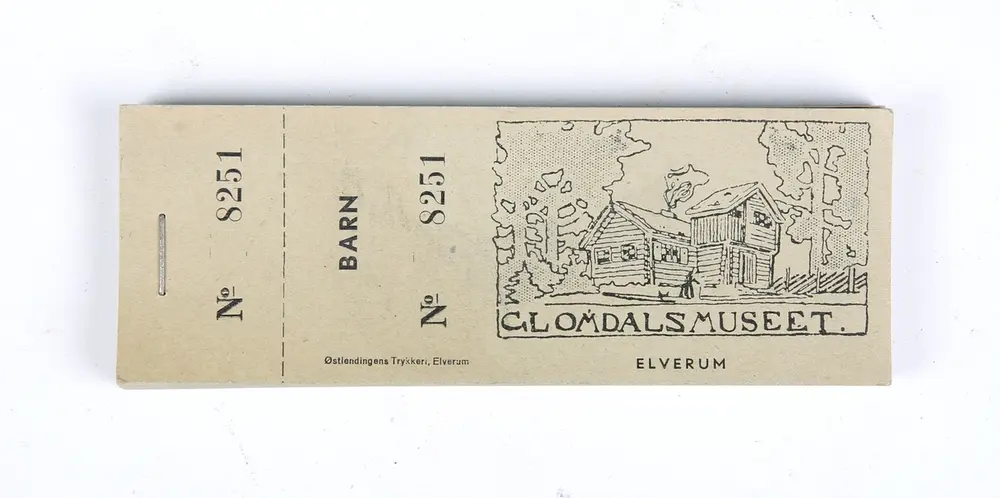 Nº 8251
BARN
Nº 8251
Østlendingens Trykkeri, Elverum
GLOMDALSMUSEET.
ELVERUM